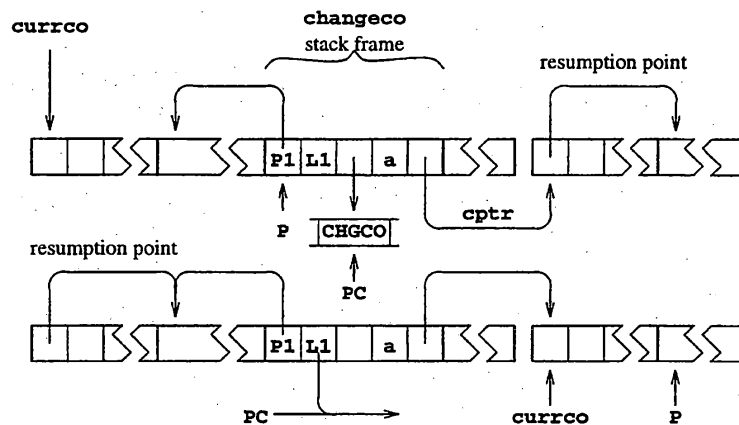 changeco
currco
stack frame
resumption point
P1 L1 a
P
CHGCO
cptr
PC
resumption point
P1 L1 a
PC
currco
P